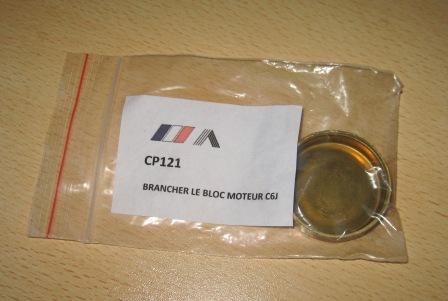 CP121
BRANCHER LE BLOC MOTEUR C6J